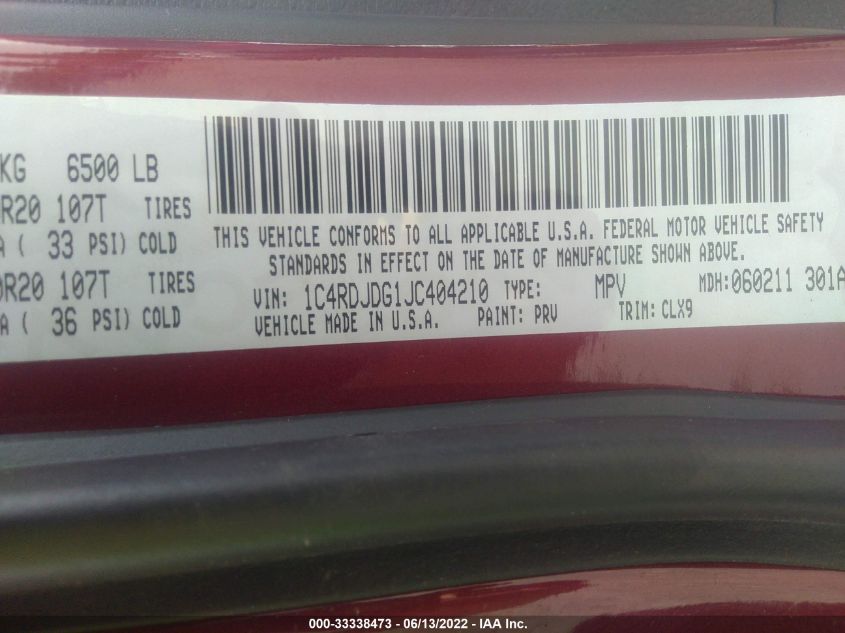 KG 6500 LB
0R20 107T TIRES
A ( 33 PSI) COLD
0R20 107T TIRES
A ( 36 PSI) COLD
THIS VEHICLE CONFORMS TO ALL APPLICABLE U.S.A. FEDERAL MOTOR VEHICLE SAFETY
STANDARDS IN EFFECT ON THE DATE OF MANUFACTURE SHOWN ABOVE.
VIN: 1C4RDJDG1JC404210 TYPE: MPV MDH:060211 301A
VEHICLE MADE IN U.S.A. PAINT: PRV TRIM: CLX9
000-33338473 - 06/13/2022 - IAA Inc.